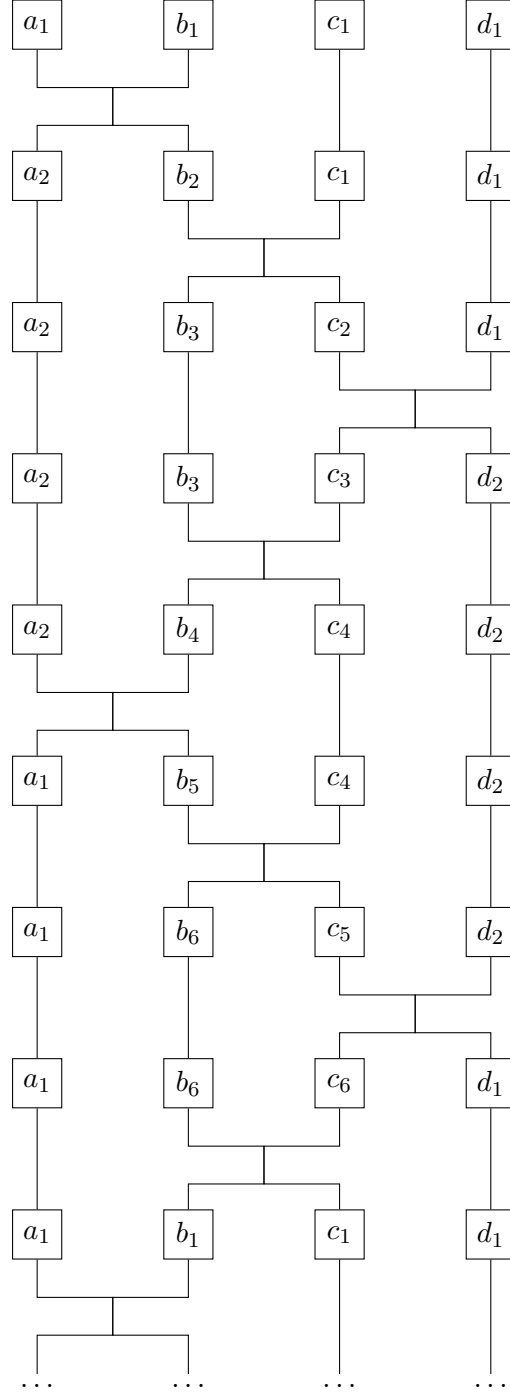 a₁ b₁ c₁ d₁
a₂ b₂ c₁ d₁
a₂ b₃ c₂ d₁
a₂ b₃ c₃ d₂
a₂ b₄ c₄ d₂
a₁ b₅ c₄ d₂
a₁ b₆ c₅ d₂
a₁ b₆ c₆ d₁
a₁ b₁ c₁ d₁
... ... ... ...